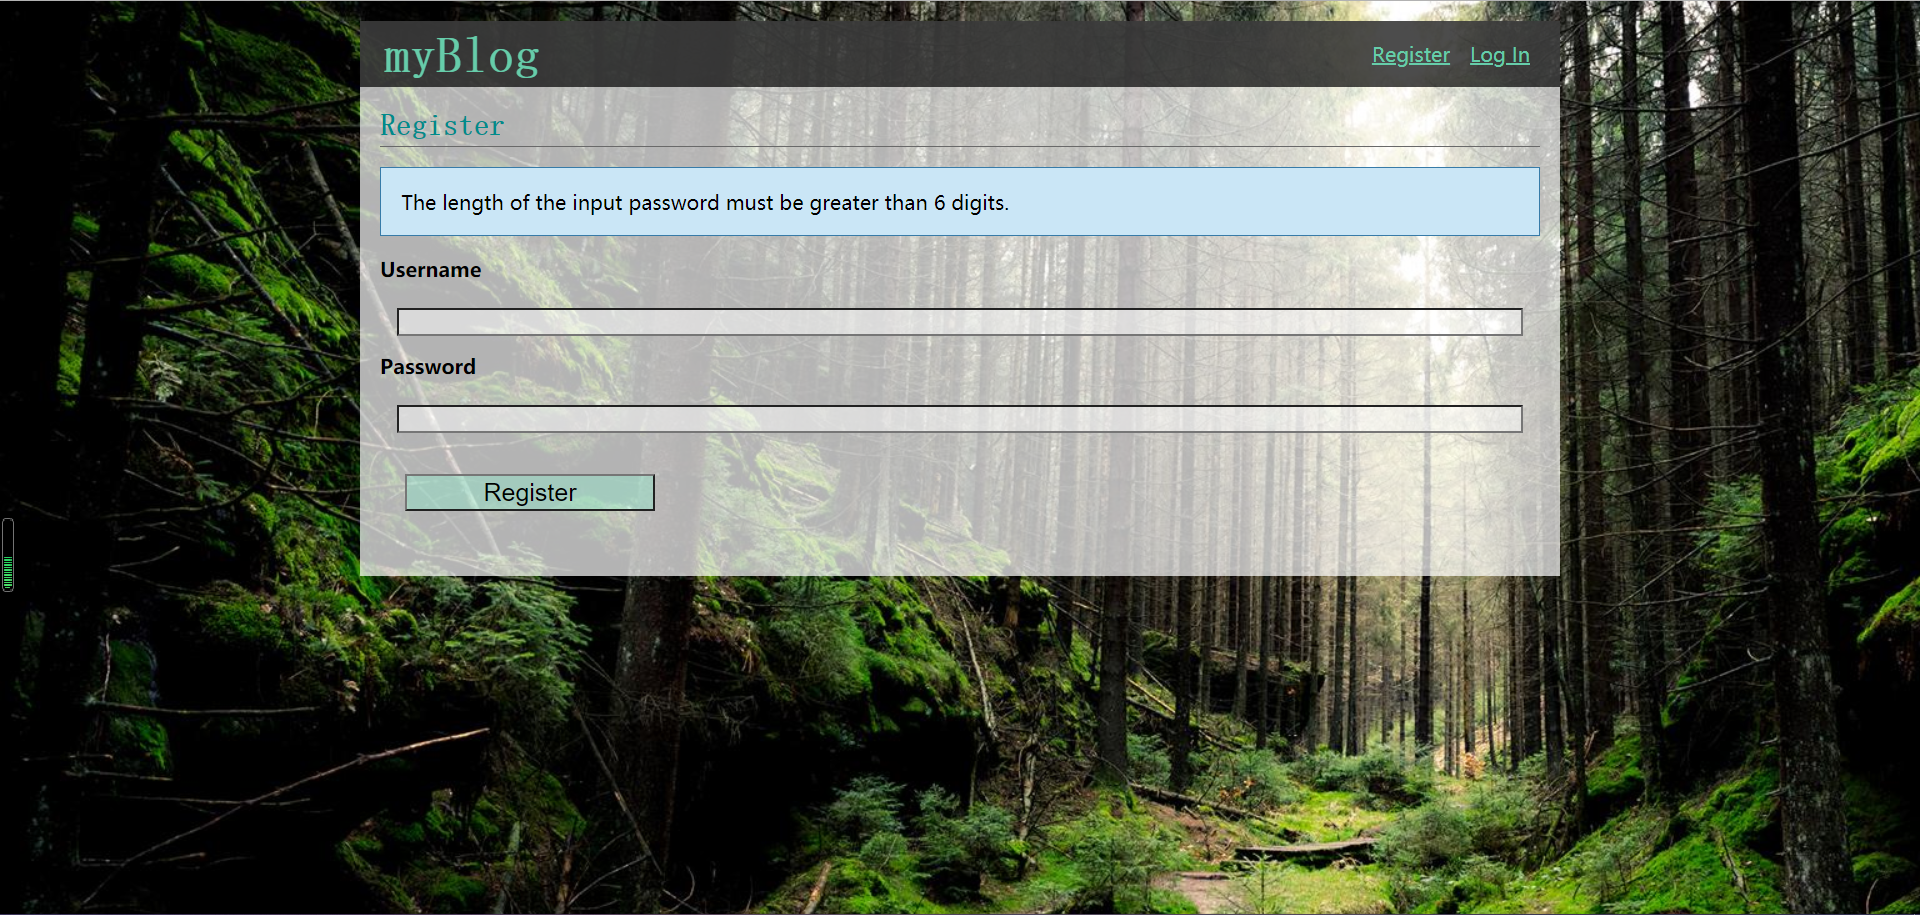 myBlog
Register Log In
Register
The length of the input password must be greater than 6 digits.
Username
Password
Register